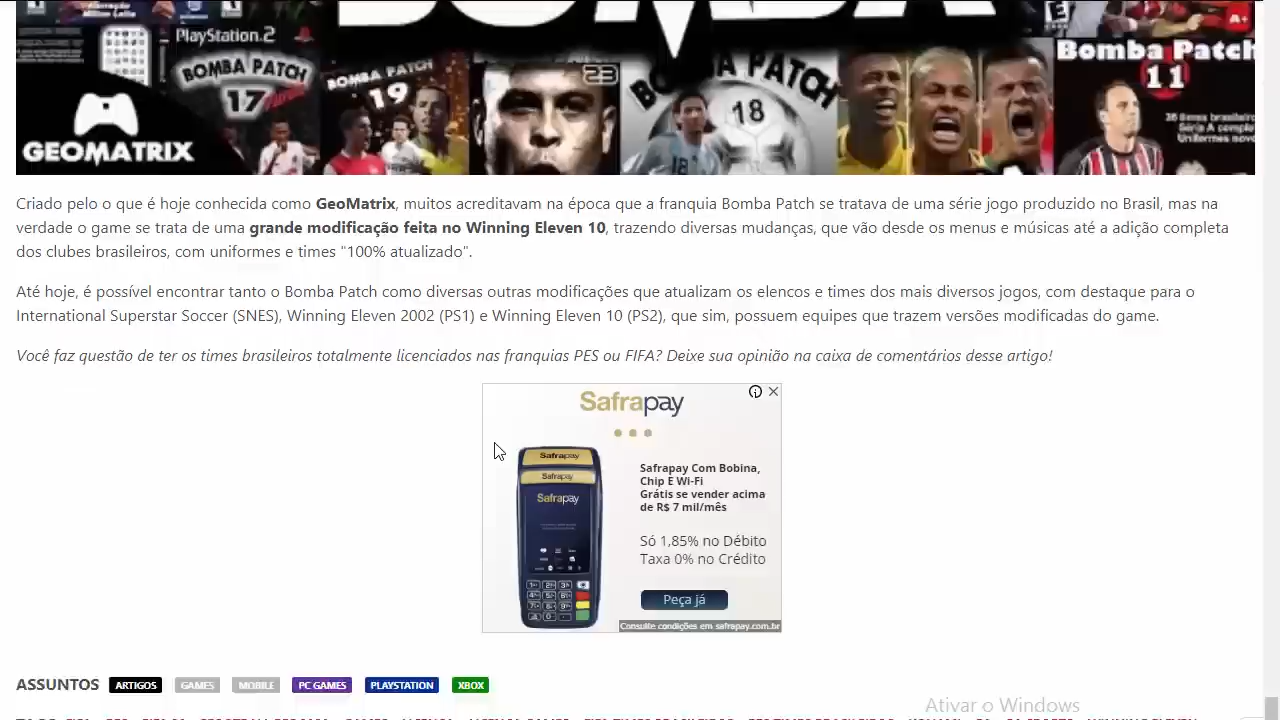 BOMBA
PlayStation.2
BOMBA PATCH
17
GEOMATRIX
BOMBA PATCH
19
23
BOMBA PATCH
18
A+
Bomba Patch
11
Criado pelo o que é hoje conhecida como GeoMatrix, muitos acreditavam na época que a franquia Bomba Patch se tratava de uma série jogo produzido no Brasil, mas na
verdade o game se trata de uma grande modificação feita no Winning Eleven 10, trazendo diversas mudanças, que vão desde os menus e músicas até a adição completa
dos clubes brasileiros, com uniformes e times "100% atualizado".
Até hoje, é possível encontrar tanto o Bomba Patch como diversas outras modificações que atualizam os elencos e times dos mais diversos jogos, com destaque para o
International Superstar Soccer (SNES), Winning Eleven 2002 (PS1) e Winning Eleven 10 (PS2), que sim, possuem equipes que trazem versões modificadas do game.
Você faz questão de ter os times brasileiros totalmente licenciados nas franquias PES ou FIFA? Deixe sua opinião na caixa de comentários desse artigo!
Safrapay
Safrapay
Safrapay
Safrapay
Safrapay Com Bobina,
Chip E Wi-Fi
Grátis se vender acima
de R$ 7 mil/mês
Só 1,85% no Débito
Taxa 0% no Crédito
Peça já
Consulte condições em safrapay.com.br
ASSUNTOS ARTIGOS GAMES MOBILE PC GAMES PLAYSTATION XBOX
Ativar o Windows